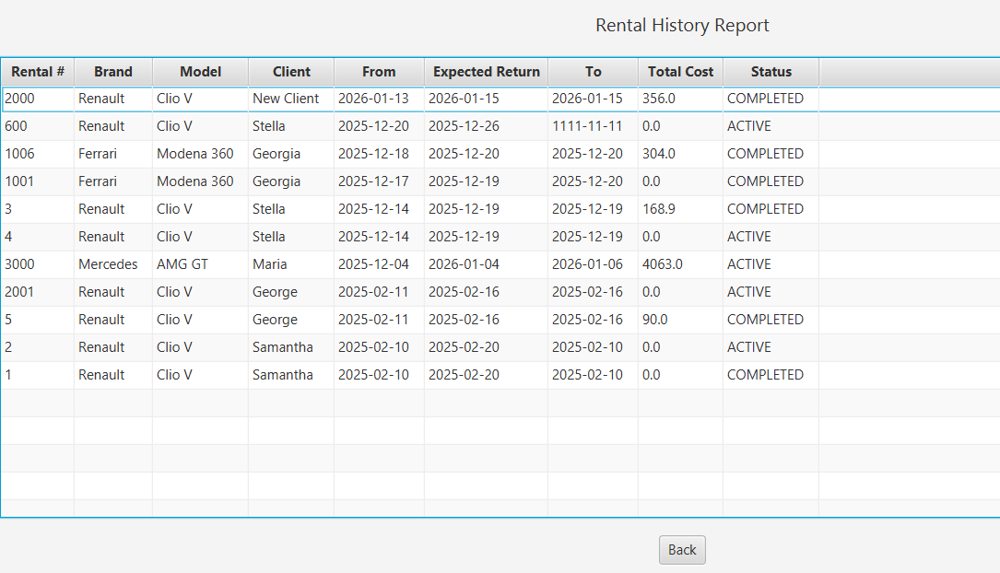 Rental History Report
Rental # Brand Model Client From Expected Return To Total Cost Status
2000 Renault Clio V New Client 2026-01-13 2026-01-15 2026-01-15 356.0 COMPLETED
600 Renault Clio V Stella 2025-12-20 2025-12-26 1111-11-11 0.0 ACTIVE
1006 Ferrari Modena 360 Georgia 2025-12-18 2025-12-20 2025-12-20 304.0 COMPLETED
1001 Ferrari Modena 360 Georgia 2025-12-17 2025-12-19 2025-12-20 0.0 COMPLETED
3 Renault Clio V Stella 2025-12-14 2025-12-19 2025-12-19 168.9 COMPLETED
4 Renault Clio V Stella 2025-12-14 2025-12-19 2025-12-19 0.0 ACTIVE
3000 Mercedes AMG GT Maria 2025-12-04 2026-01-04 2026-01-06 4063.0 ACTIVE
2001 Renault Clio V George 2025-02-11 2025-02-16 2025-02-16 0.0 ACTIVE
5 Renault Clio V George 2025-02-11 2025-02-16 2025-02-16 90.0 COMPLETED
2 Renault Clio V Samantha 2025-02-10 2025-02-20 2025-02-10 0.0 ACTIVE
1 Renault Clio V Samantha 2025-02-10 2025-02-20 2025-02-10 0.0 COMPLETED
Back